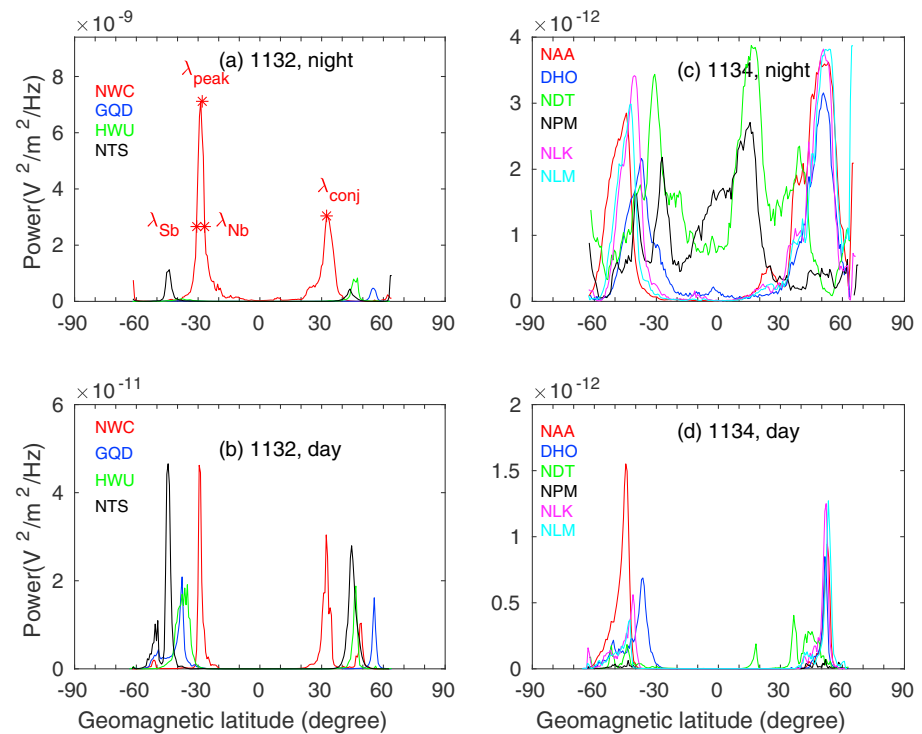 ×10 -9
(a) 1132, night
NWC
GQD
HWU
NTS
λpeak
λconj
λSb
λNb
Power(V 2/m 2/Hz)
8
6
4
2
0
-90 -60 -30 0 30 60 90
×10 -12
(c) 1134, night
NAA
DHO
NDT
NPM
NLK
NLM
4
3
2
1
0
-90 -60 -30 0 30 60 90
×10 -11
(b) 1132, day
NWC
GQD
HWU
NTS
Power(V 2/m 2/Hz)
6
4
2
0
-90 -60 -30 0 30 60 90
Geomagnetic latitude (degree)
×10 -12
(d) 1134, day
NAA
DHO
NDT
NPM
NLK
NLM
2
1.5
1
0.5
0
-90 -60 -30 0 30 60 90
Geomagnetic latitude (degree)